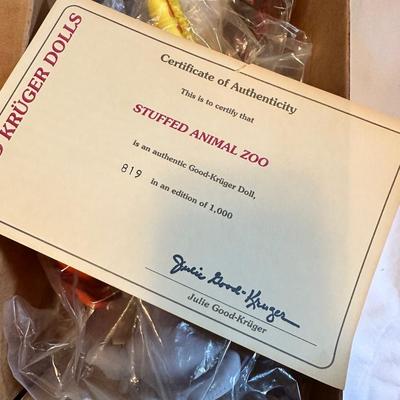 KRÜGER DOLLS
Certificate of Authenticity
This is to certify that
STUFFED ANIMAL ZOO
is an authentic Good-Krüger Doll,
819 In an edition of 1,000
Julie Good-Kruger
Julie Good-Krüger